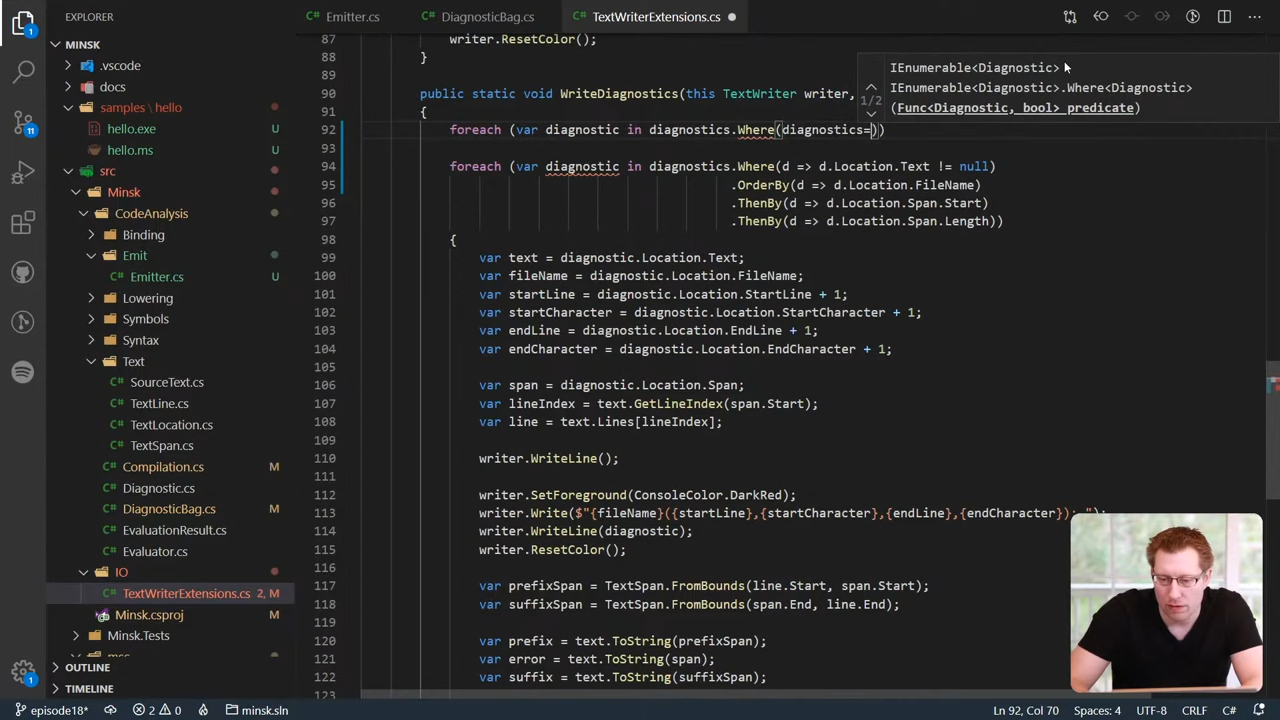 EXPLORER
Emitter.cs
DiagnosticBag.cs
TextWriterExtensions.cs
1
MINSK
.vscode
docs
samples \ hello
hello.exe U
hello.ms U
11
src
Minsk
CodeAnalysis
Binding
Emit
C# Emitter.cs U
Lowering
Symbols
Syntax
Text
C# SourceText.cs
C# TextLine.cs
C# TextLocation.cs
C# TextSpan.cs
C# Compilation.cs M
C# Diagnostic.cs
C# DiagnosticBag.cs M
C# EvaluationResult.cs
C# Evaluator.cs
IO
C# TextWriterExtensions.cs 2, M
Minsk.csproj M
Minsk.Tests
OUTLINE
TIMELINE
1
87 writer.ResetColor();
88 }
89
90 public static void WriteDiagnostics(this TextWriter writer,
91 {
92 foreach (var diagnostic in diagnostics.Where(diagnostics=))
93
94 foreach (var diagnostic in diagnostics.Where(d => d.Location.Text != null)
95 .OrderBy(d => d.Location.FileName)
96 .ThenBy(d => d.Location.Span.Start)
97 .ThenBy(d => d.Location.Span.Length))
98 {
99 var text = diagnostic.Location.Text;
100 var fileName = diagnostic.Location.FileName;
101 var startLine = diagnostic.Location.StartLine + 1;
102 var startCharacter = diagnostic.Location.StartCharacter + 1;
103 var endLine = diagnostic.Location.EndLine + 1;
104 var endCharacter = diagnostic.Location.EndCharacter + 1;
105
106 var span = diagnostic.Location.Span;
107 var lineIndex = text.GetLineIndex(span.Start);
108 var line = text.Lines[lineIndex];
109
110 writer.WriteLine();
111
112 writer.SetForeground(ConsoleColor.DarkRed);
113 writer.Write($"{fileName}({startLine},{startCharacter},{endLine},{endCharacter}): ");
114 writer.WriteLine(diagnostic);
115 writer.ResetColor();
116
117 var prefixSpan = TextSpan.FromBounds(line.Start, span.Start);
118 var suffixSpan = TextSpan.FromBounds(span.End, line.End);
119
120 var prefix = text.ToString(prefixSpan);
121 var error = text.ToString(span);
122 var suffix = text.ToString(suffixSpan);
123
IEnumerable<Diagnostic>
IEnumerable<Diagnostic>.Where<Diagnostic>
1/2 (Func<Diagnostic, bool> predicate)
episode18* 2 0 minsk.sln Ln 92, Col 70 Spaces: 4 UTF-8 CRLF C#